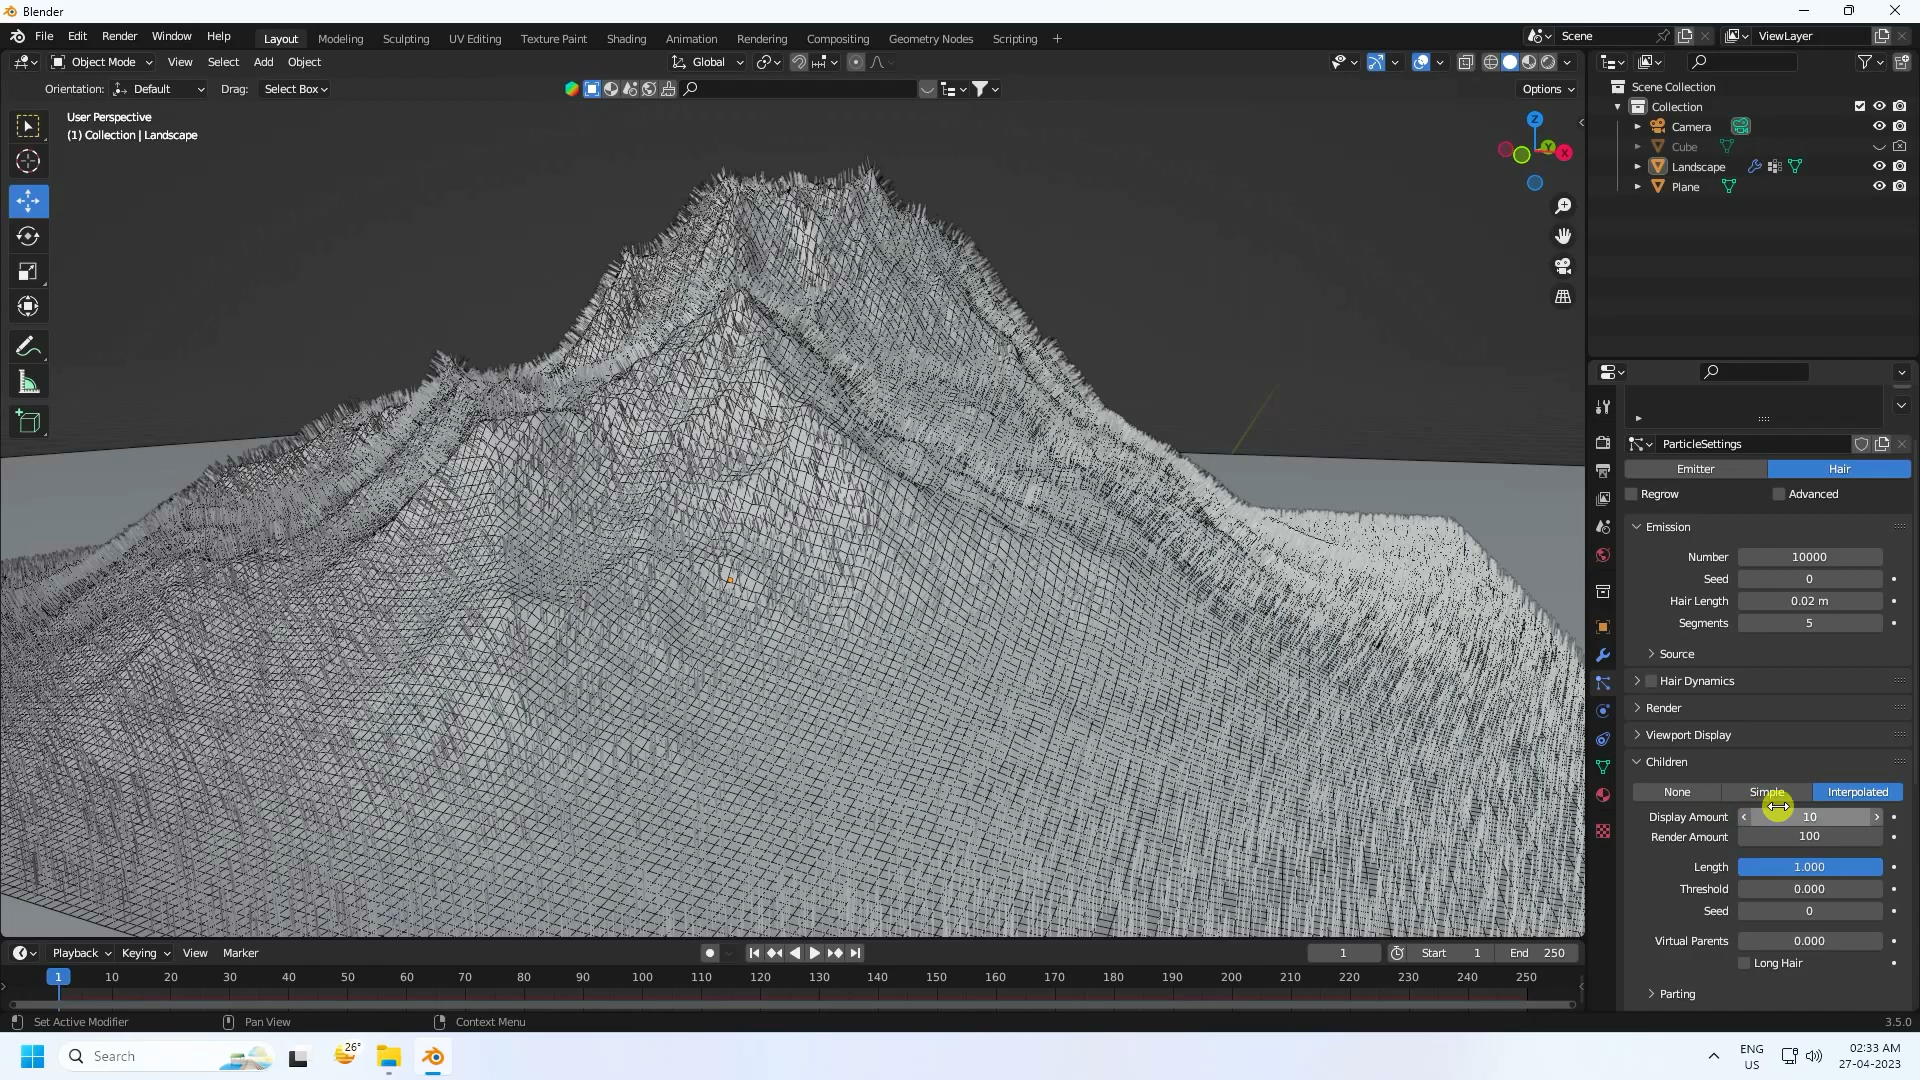 Blender
File Edit Render Window Help
Layout Modeling Sculpting UV Editing Texture Paint Shading Animation Rendering Compositing Geometry Nodes Scripting +
Scene
ViewLayer
Object Mode View Select Add Object
Global
Orientation: Default Drag: Select Box
Options
User Perspective
(1) Collection | Landscape
Z
Y
X
Scene Collection
Collection
Camera
Cube
Landscape
Plane
ParticleSettings
Emitter Hair
Regrow Advanced
Emission
Number 10000
Seed 0
Hair Length 0.02 m
Segments 5
Source
Hair Dynamics
Render
Viewport Display
Children
None Simple Interpolated
Display Amount 10
Render Amount 100
Length 1.000
Threshold 0.000
Seed 0
Virtual Parents 0.000
Long Hair
Parting
Playback Keying View Marker
1 Start 1 End 250
1 10 20 30 40 50 60 70 80 90 100 110 120 130 140 150 160 170 180 190 200 210 220 230 240 250
Set Active Modifier Pan View Context Menu
3.5.0
Search
26°
ENG
US
02:33 AM
27-04-2023